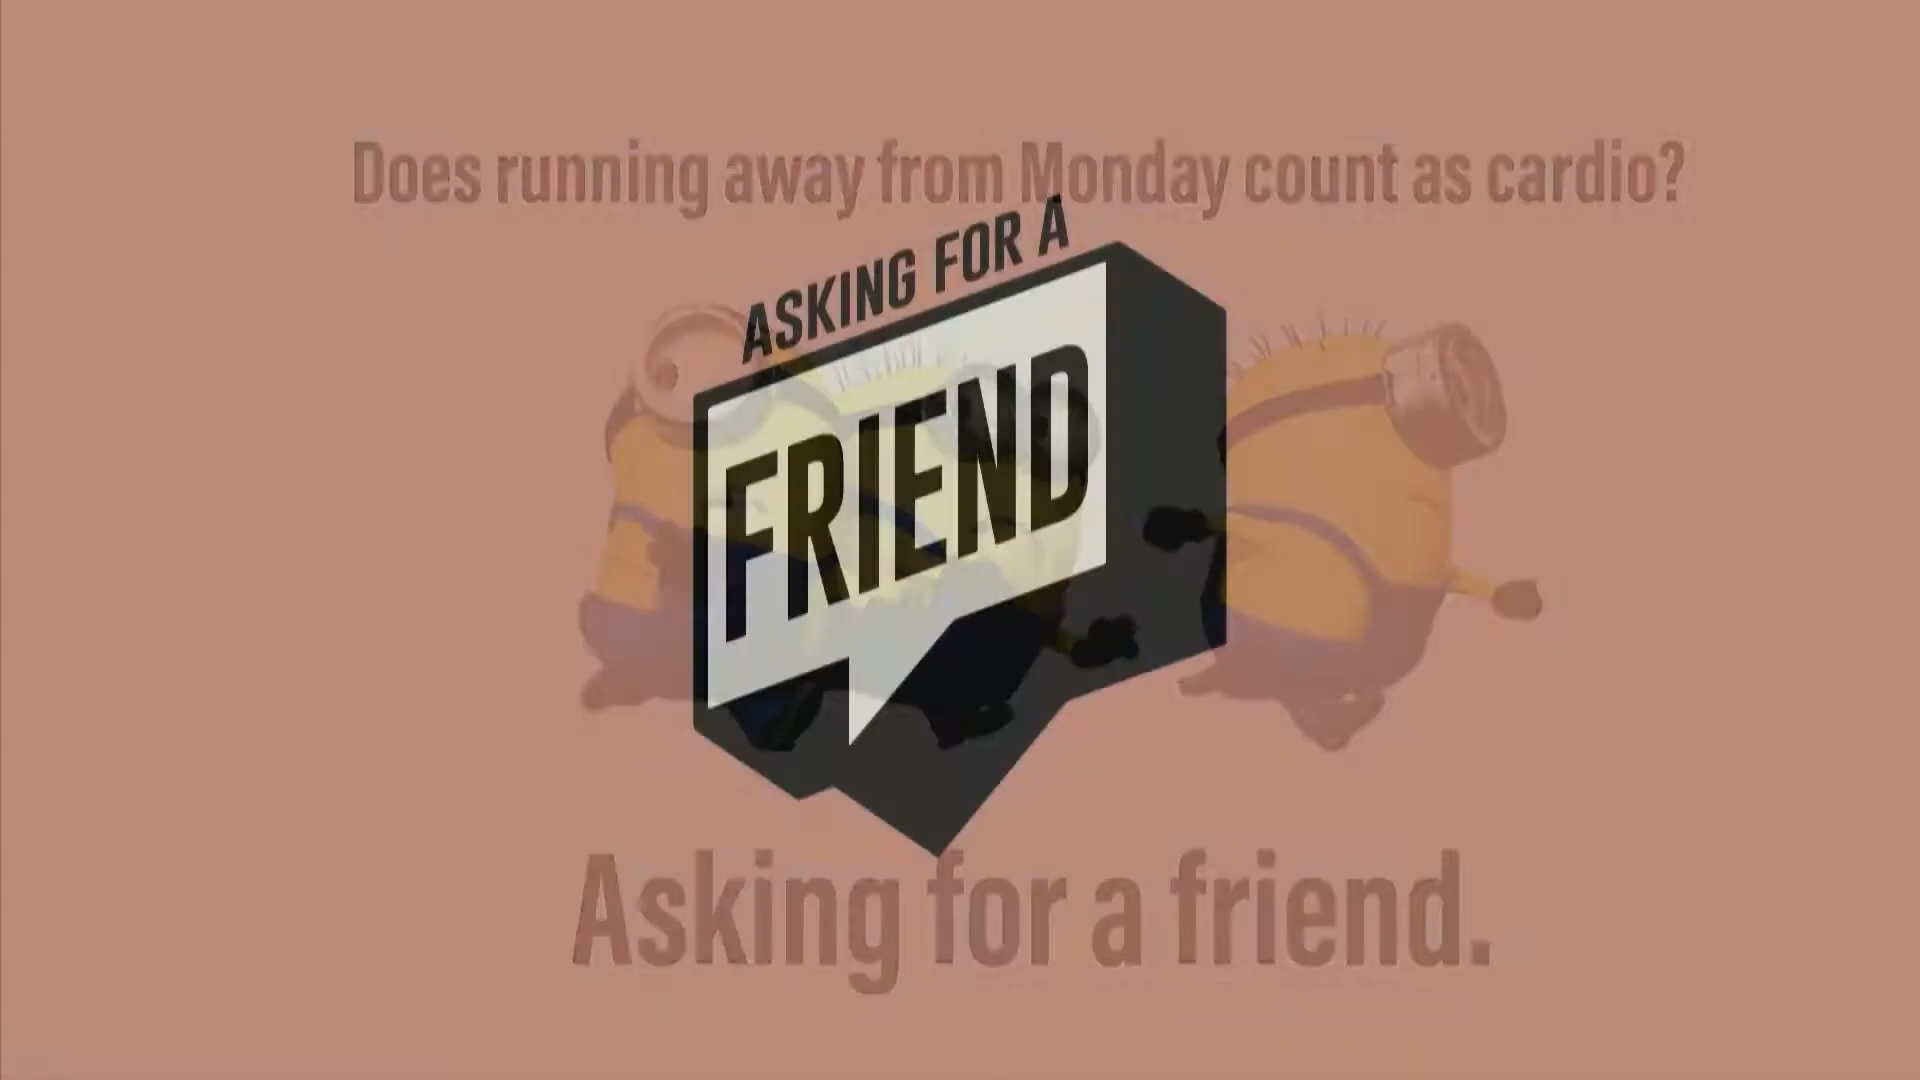 Does running away from Monday count as cardio?
ASKING FOR A
FRIEND
Asking for a friend.